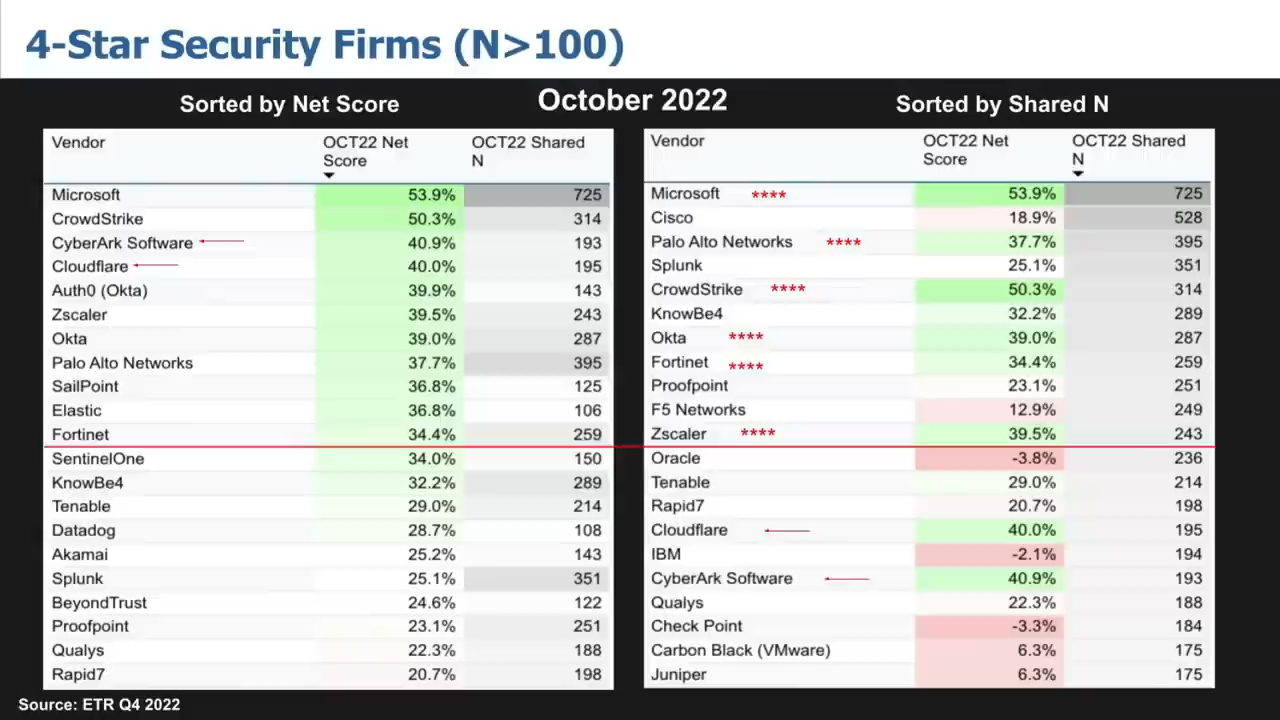 4-Star Security Firms (N>100)
Sorted by Net Score
October 2022
Sorted by Shared N
Vendor OCT22 Net Score OCT22 Shared N
Microsoft 53.9% 725
CrowdStrike 50.3% 314
CyberArk Software 40.9% 193
Cloudflare 40.0% 195
Auth0 (Okta) 39.9% 143
Zscaler 39.5% 243
Okta 39.0% 287
Palo Alto Networks 37.7% 395
SailPoint 36.8% 125
Elastic 36.8% 106
Fortinet 34.4% 259
SentinelOne 34.0% 150
KnowBe4 32.2% 289
Tenable 29.0% 214
Datadog 28.7% 108
Akamai 25.2% 143
Splunk 25.1% 351
BeyondTrust 24.6% 122
Proofpoint 23.1% 251
Qualys 22.3% 188
Rapid7 20.7% 198
Vendor OCT22 Net Score OCT22 Shared N
Microsoft **** 53.9% 725
Cisco 18.9% 528
Palo Alto Networks **** 37.7% 395
Splunk 25.1% 351
CrowdStrike **** 50.3% 314
KnowBe4 32.2% 289
Okta **** 39.0% 287
Fortinet **** 34.4% 259
Proofpoint 23.1% 251
F5 Networks 12.9% 249
Zscaler **** 39.5% 243
Oracle -3.8% 236
Tenable 29.0% 214
Rapid7 20.7% 198
Cloudflare 40.0% 195
IBM -2.1% 194
CyberArk Software 40.9% 193
Qualys 22.3% 188
Check Point -3.3% 184
Carbon Black (VMware) 6.3% 175
Juniper 6.3% 175
Source: ETR Q4 2022